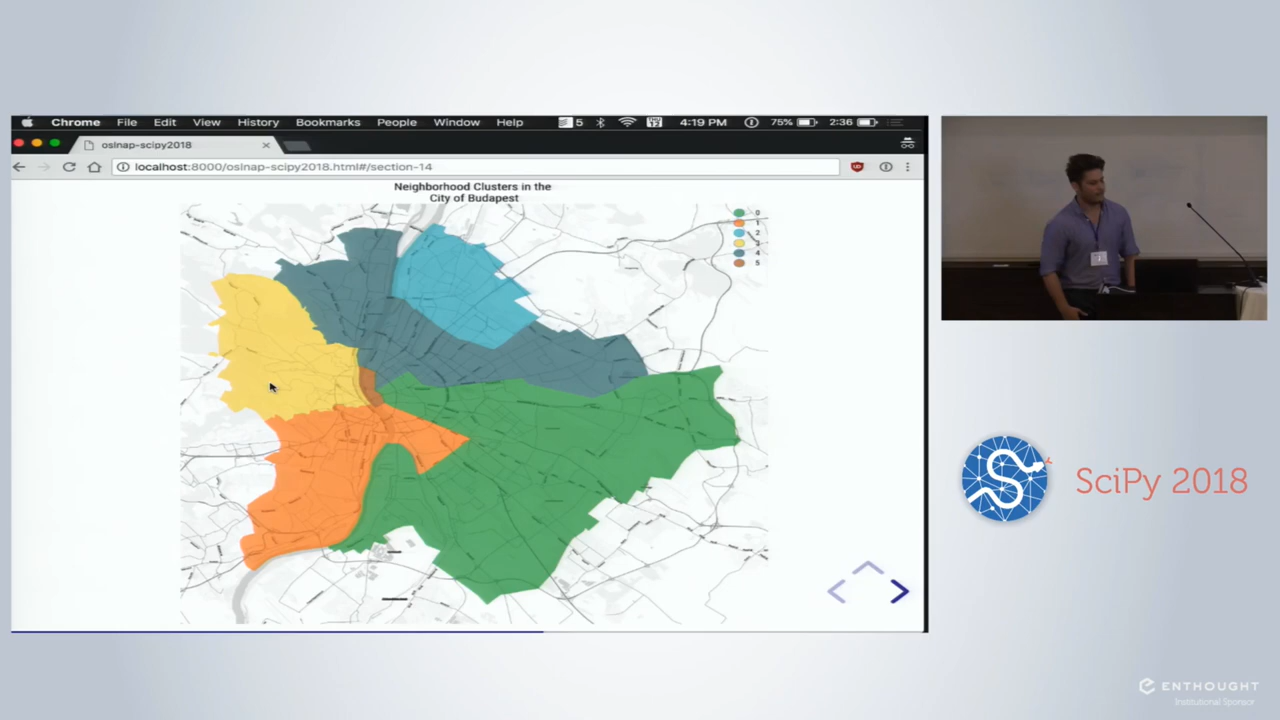 Chrome File Edit View History Bookmarks People Window Help 5 4:19 PM 75% 2:36
oslnap-scipy2018
localhost:8000/oslnap-scipy2018.html#/section-14
Neighborhood Clusters in the
City of Budapest
0
1
2
3
4
5
SciPy 2018
ENTHOUGHT
Institutional Sponsor